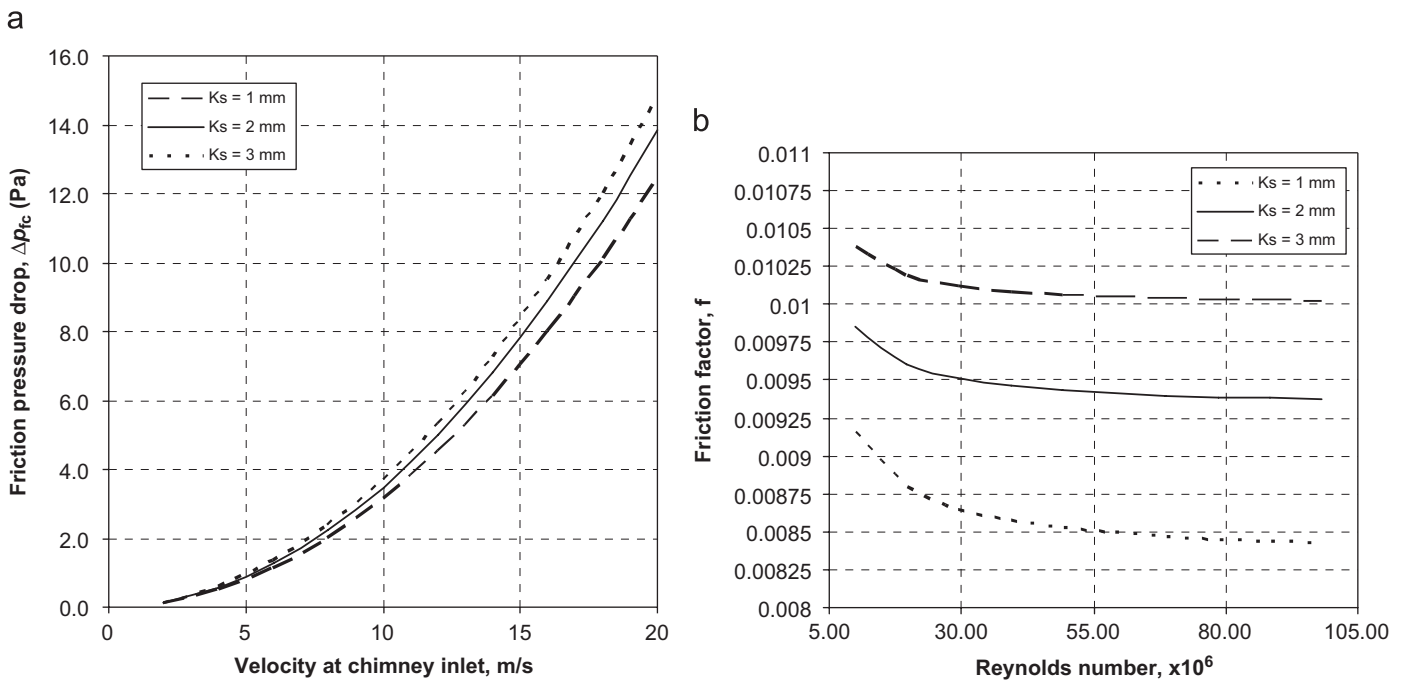 a
16.0
14.0
12.0
10.0
8.0
6.0
4.0
2.0
0.0
0
5
10
15
20
Friction pressure drop, Δpfc (Pa)
Velocity at chimney inlet, m/s
Ks = 1 mm
Ks = 2 mm
Ks = 3 mm
b
0.011
0.01075
0.0105
0.01025
0.01
0.00975
0.0095
0.00925
0.009
0.00875
0.0085
0.00825
0.008
5.00
30.00
55.00
80.00
105.00
Friction factor, f
Reynolds number, x10⁶
Ks = 1 mm
Ks = 2 mm
Ks = 3 mm